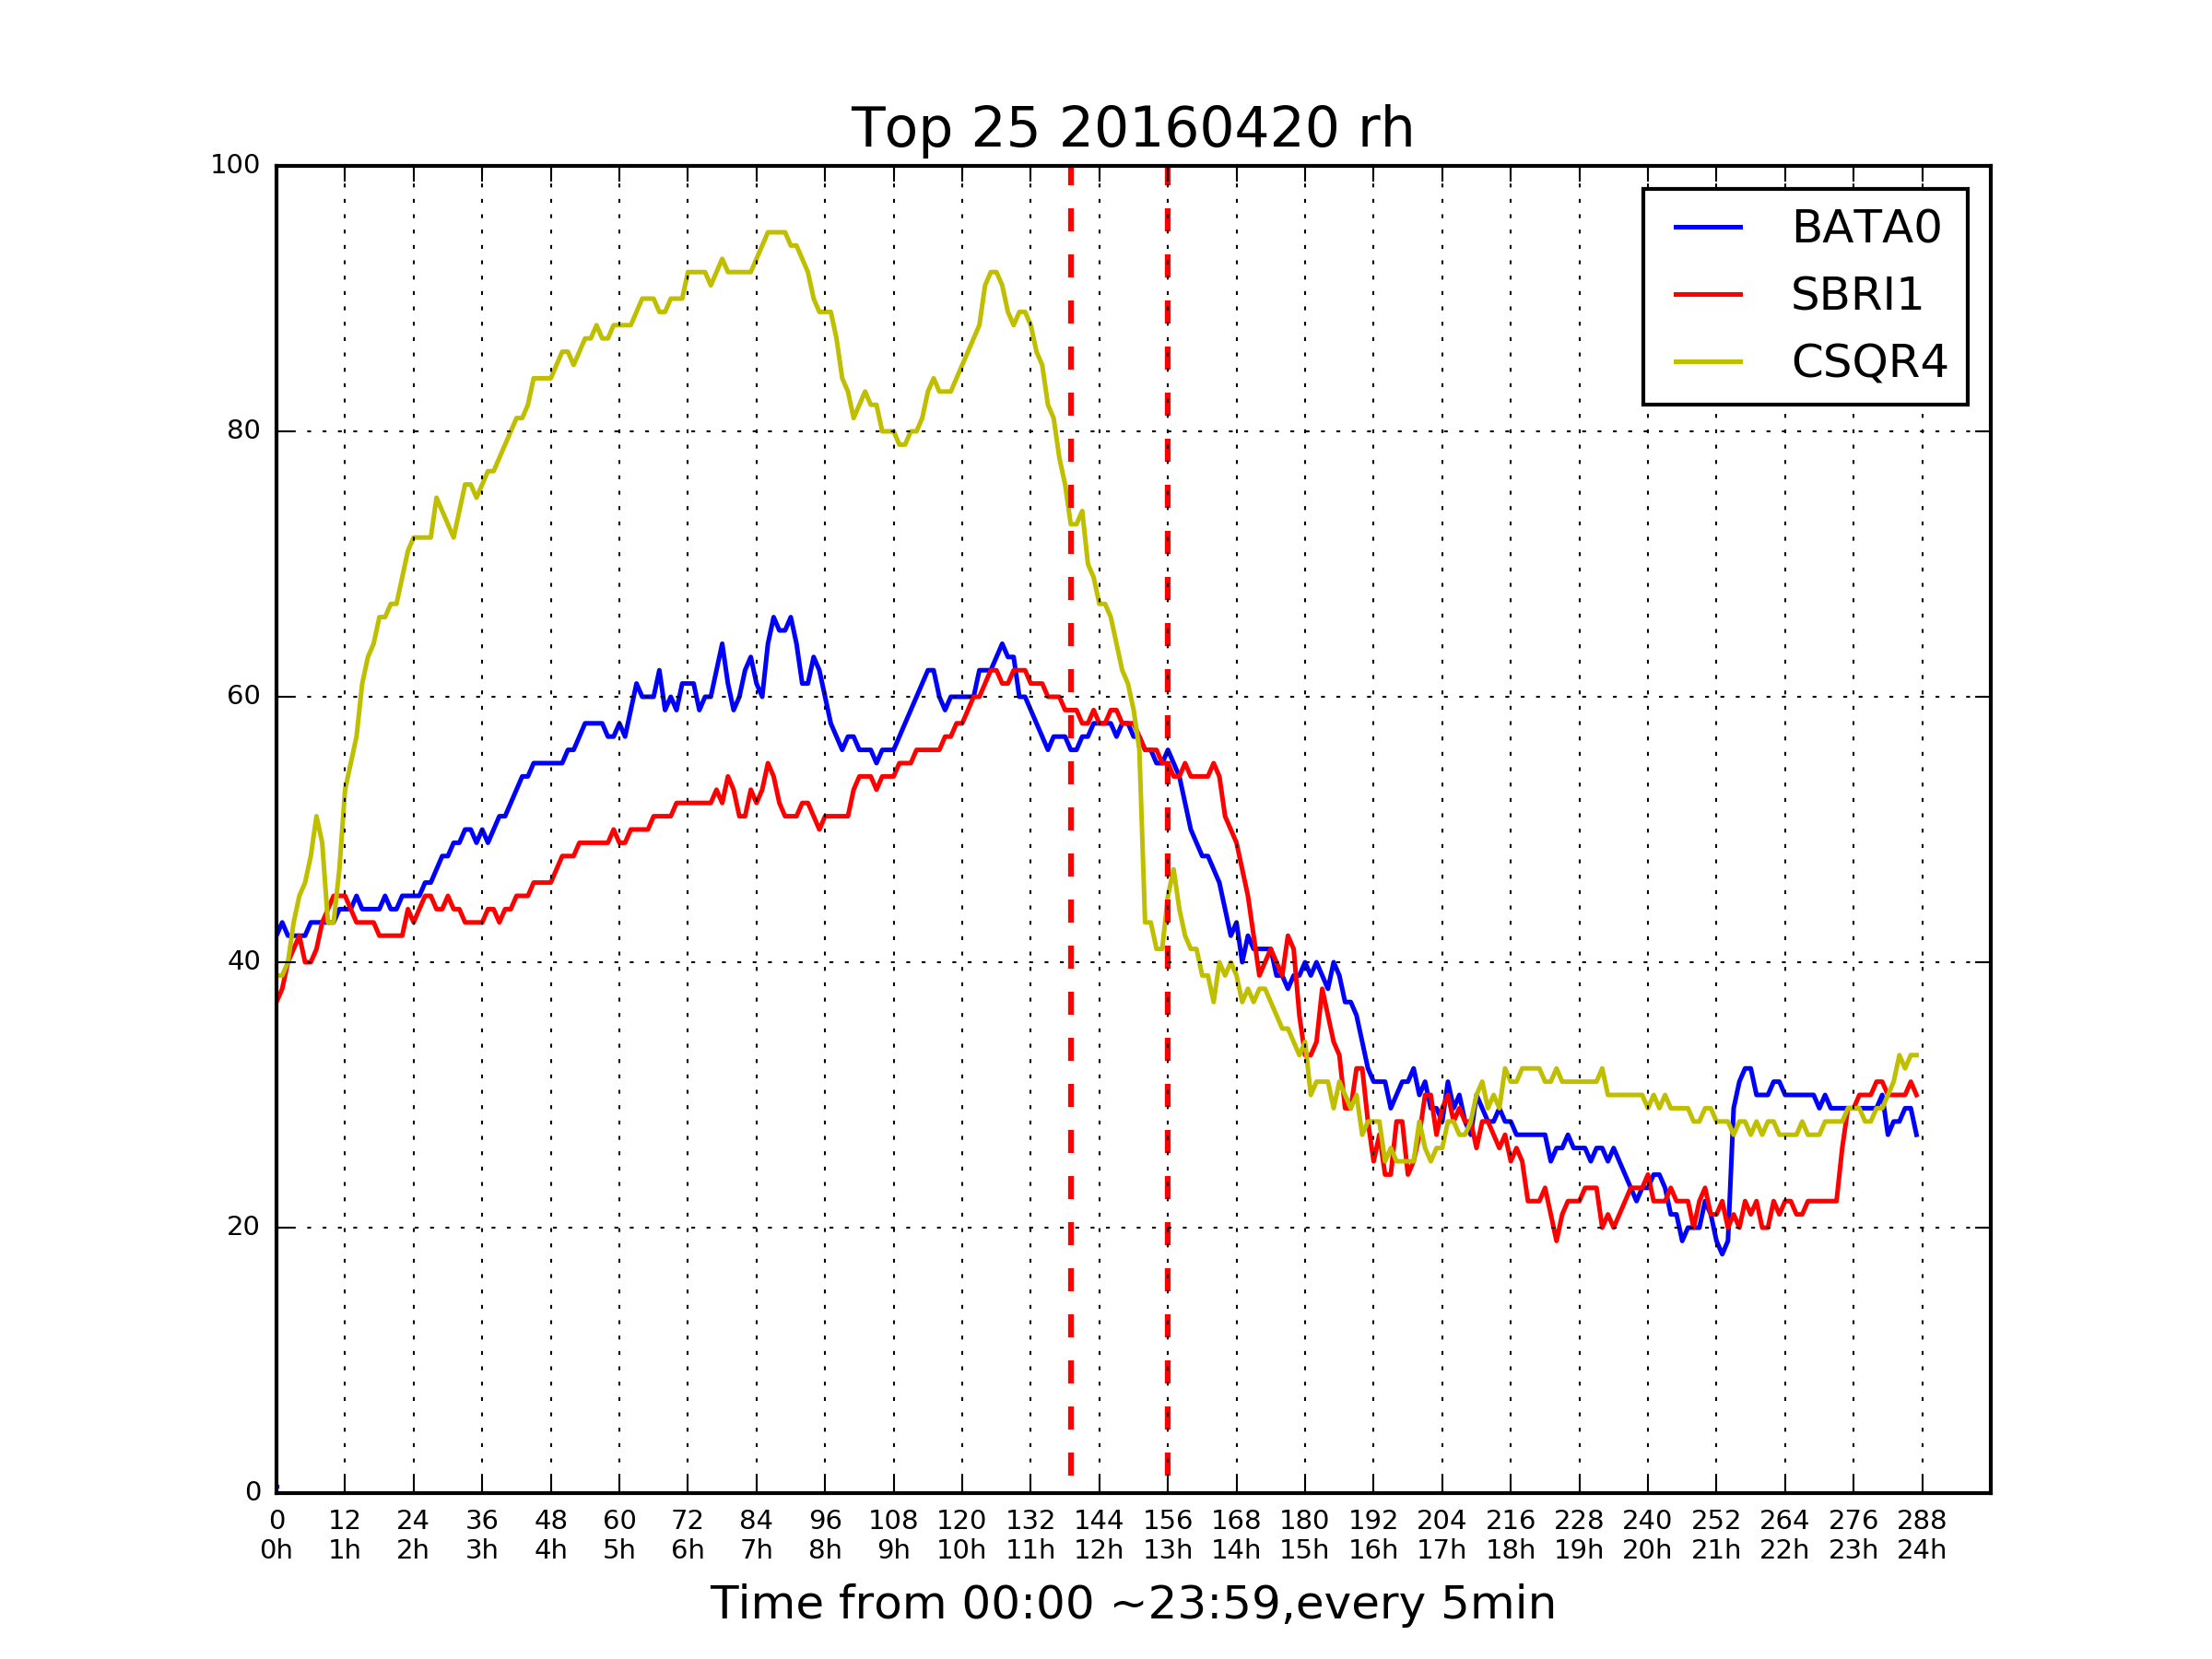 Top 25 20160420 rh
100
80
60
40
20
0
BATA0
SBRI1
CSQR4
0 12 24 36 48 60 72 84 96 108 120 132 144 156 168 180 192 204 216 228 240 252 264 276 288
0h 1h 2h 3h 4h 5h 6h 7h 8h 9h 10h 11h 12h 13h 14h 15h 16h 17h 18h 19h 20h 21h 22h 23h 24h
Time from 00:00 ~23:59,every 5min